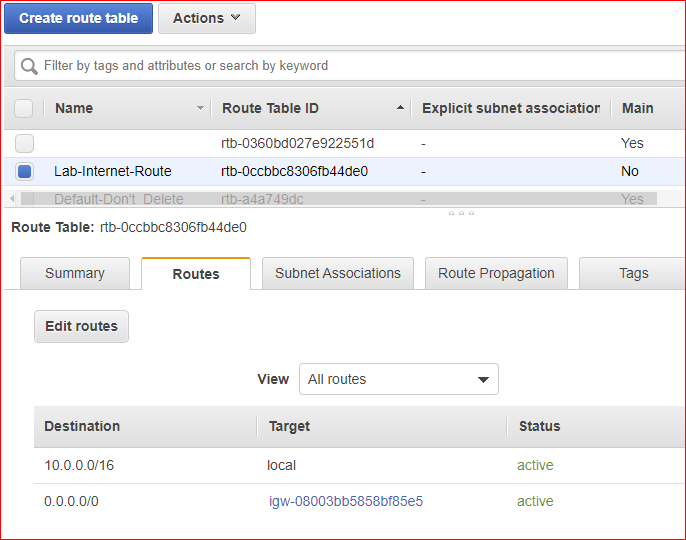 Create route table Actions
Filter by tags and attributes or search by keyword
Name Route Table ID Explicit subnet association Main
rtb-0360bd027e922551d - Yes
Lab-Internet-Route rtb-0ccbbc8306fb44de0 - No
Default-Don't_Delete rtb-a4a749dc - Yes
Route Table: rtb-0ccbbc8306fb44de0
Summary Routes Subnet Associations Route Propagation Tags
Edit routes
View All routes
Destination Target Status
10.0.0.0/16 local active
0.0.0.0/0 igw-08003bb5858bf85e5 active